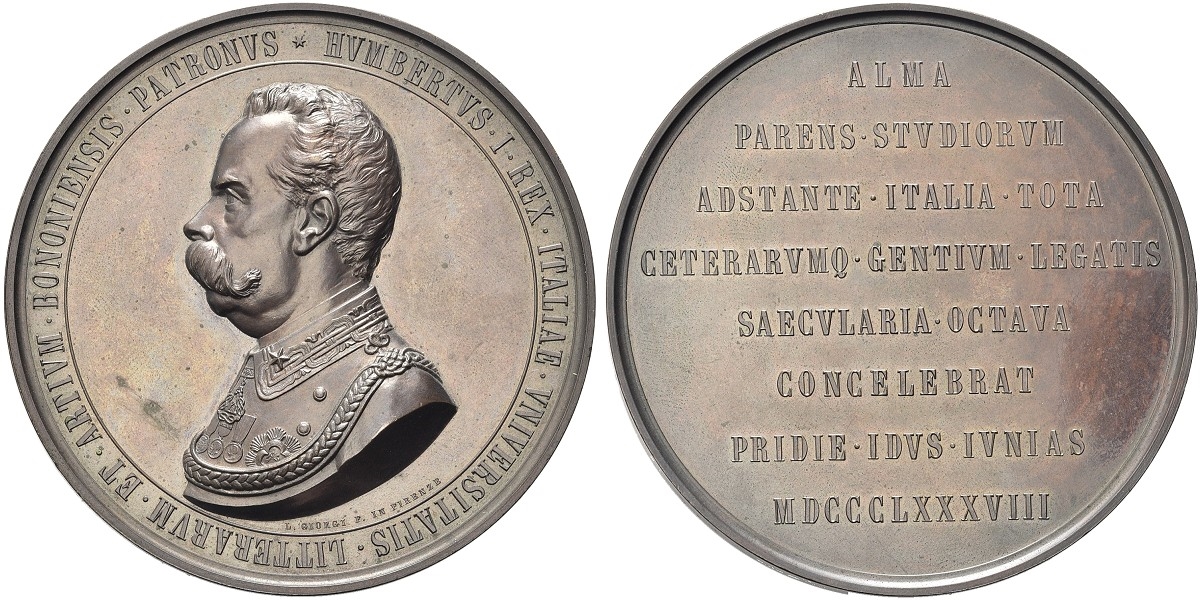 HVMBERTVS · I · REX · ITALIAE · VNIVERSITATIS · LITTERARVM · ET · ARTIVM · BONONIENSIS · PATRONVS ★
L. GIORGI F. IN FIRENZE
ALMA
PARENS · STVDIORVM
ADSTANTE · ITALIA · TOTA
CETERARVMQ · GENTIVM · LEGATIS
SAECVLARIA · OCTAVA
CONCELEBRAT
PRIDIE · IDVS · IVNIAS
MDCCCLXXXVIII